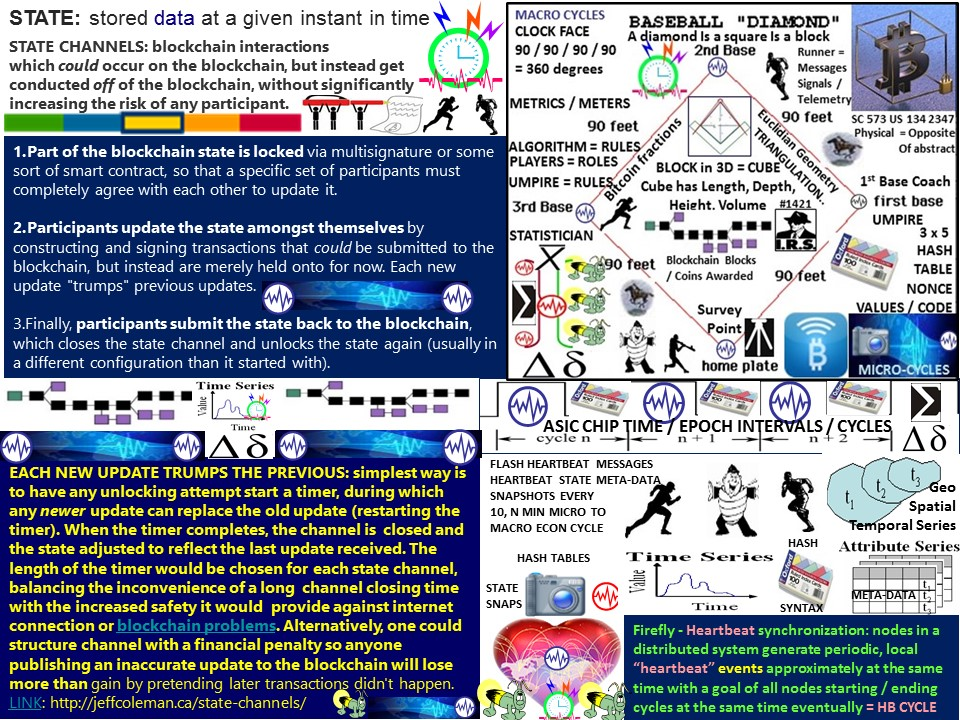 STATE: stored data at a given instant in time
STATE CHANNELS: blockchain interactions
which could occur on the blockchain, but instead get
conducted off of the blockchain, without significantly
increasing the risk of any participant.
1.Part of the blockchain state is locked via multisignature or some
sort of smart contract, so that a specific set of participants must
completely agree with each other to update it.
2.Participants update the state amongst themselves by
constructing and signing transactions that could be submitted to the
blockchain, but instead are merely held onto for now. Each new
update "trumps" previous updates.
3.Finally, participants submit the state back to the blockchain,
which closes the state channel and unlocks the state again (usually in
a different configuration than it started with).
MACRO CYCLES
CLOCK FACE
90 / 90 / 90 / 90
= 360 degrees
METRICS / METERS
ALGORITHM = RULES
PLAYERS = ROLES
UMPIRE = RULES
3rd Base
STATISTICIAN
BASEBALL "DIAMOND"
A diamond Is a square Is a block
2nd Base
Runner =
Messages
Signals /
Telemetry
90 feet
90 feet
SC 573 US 134 2347
Physical = Opposite
Of abstract
Bitcoin fractions
Euclidian Geometry
TRIANGULATION..
BLOCK in 3D = CUBE
Cube has Length, Depth,
Height, Volume
#1421
I.R.S.
1st Base Coach
first base
UMPIRE
3 x 5
HASH
TABLE
NONCE
VALUES / CODE
Blockchain Blocks
/ Coins Awarded
90 feet
90 feet
Survey
Point
home plate
MICRO-CYCLES
Σ
Δ δ
Time Series
Value
Time
Δ δ
ASIC CHIP TIME / EPOCH INTERVALS / CYCLES
cycle n
n + 1
n + 2
Σ
Δ δ
EACH NEW UPDATE TRUMPS THE PREVIOUS: simplest way is
to have any unlocking attempt start a timer, during which
any newer update can replace the old update (restarting the
timer). When the timer completes, the channel is closed and
the state adjusted to reflect the last update received. The
length of the timer would be chosen for each state channel,
balancing the inconvenience of a long channel closing time
with the increased safety it would provide against internet
connection or blockchain problems. Alternatively, one could
structure channel with a financial penalty so anyone
publishing an inaccurate update to the blockchain will lose
more than gain by pretending later transactions didn't happen.
LINK: http://jeffcoleman.ca/state-channels/
FLASH HEARTBEAT MESSAGES
HEARTBEAT STATE META-DATA
SNAPSHOTS EVERY
10, N MIN MICRO TO
MACRO ECON CYCLE
HASH TABLES
STATE
SNAPS
Time Series
Value
Time
HASH
SYNTAX
t1
t2
t3
Geo
Spatial
Temporal Series
Attribute Series
META-DATA
t1
t2
t3
Firefly - Heartbeat synchronization: nodes in a
distributed system generate periodic, local
“heartbeat” events approximately at the same
time with a goal of all nodes starting / ending
cycles at the same time eventually = HB CYCLE